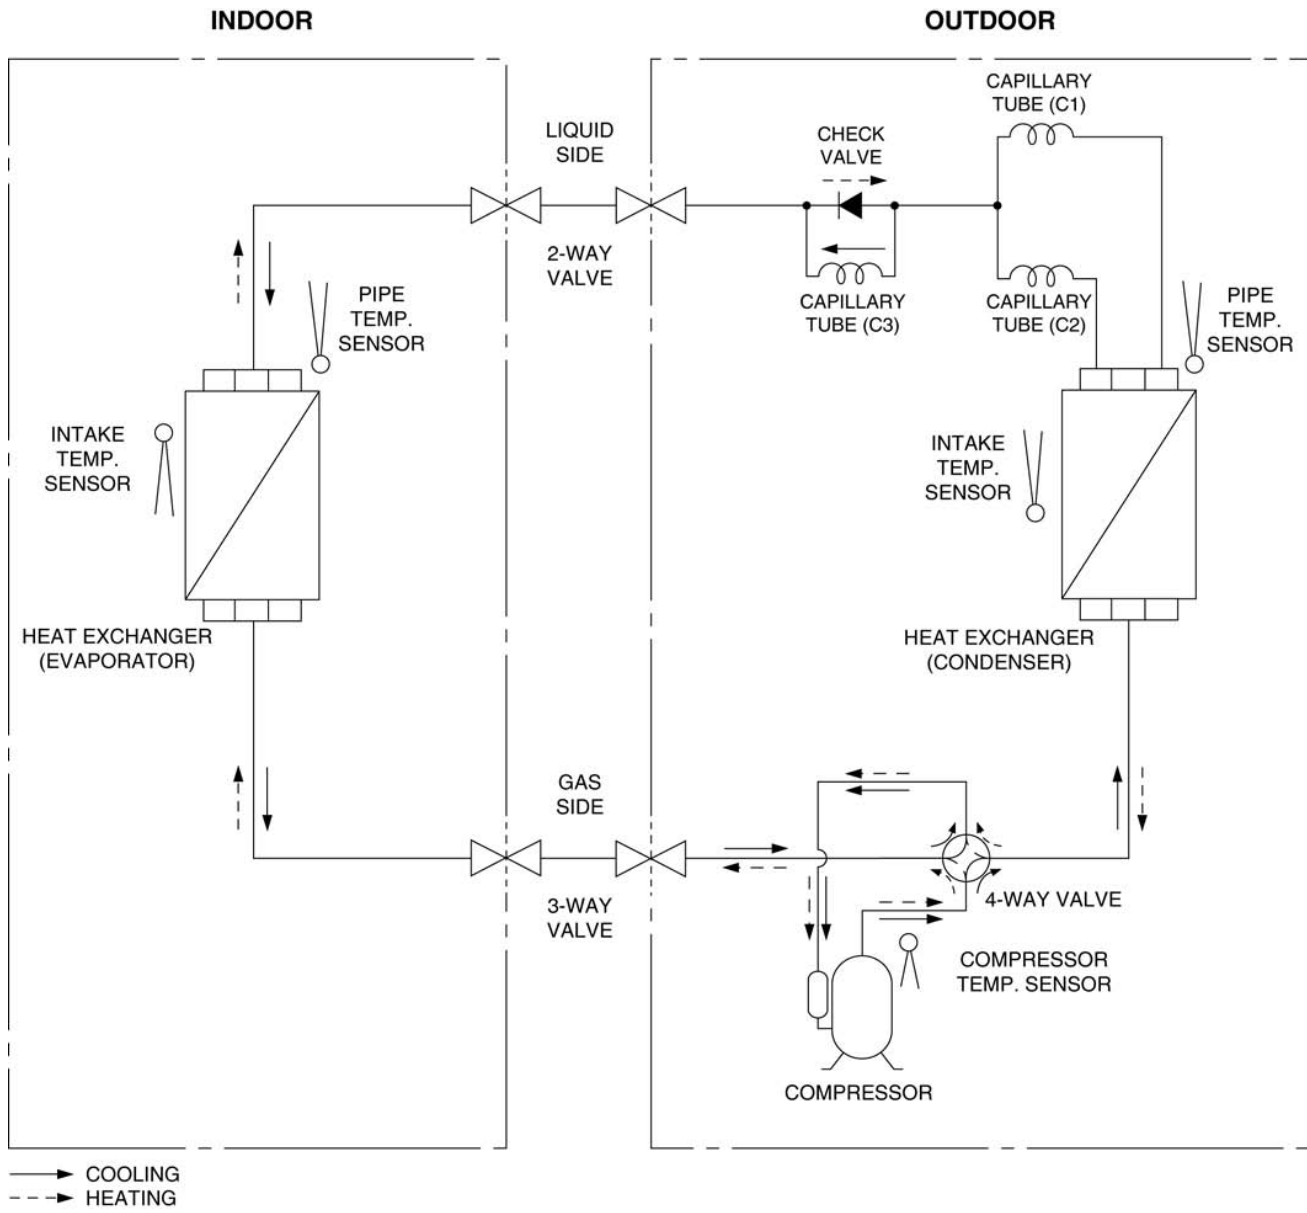 INDOOR
OUTDOOR
CAPILLARY
TUBE (C1)
LIQUID
SIDE
CHECK
VALVE
2-WAY
VALVE
PIPE
TEMP.
SENSOR
CAPILLARY
TUBE (C3)
CAPILLARY
TUBE (C2)
PIPE
TEMP.
SENSOR
INTAKE
TEMP.
SENSOR
INTAKE
TEMP.
SENSOR
HEAT EXCHANGER
(EVAPORATOR)
HEAT EXCHANGER
(CONDENSER)
GAS
SIDE
3-WAY
VALVE
4-WAY VALVE
COMPRESSOR
TEMP. SENSOR
COMPRESSOR
COOLING
HEATING